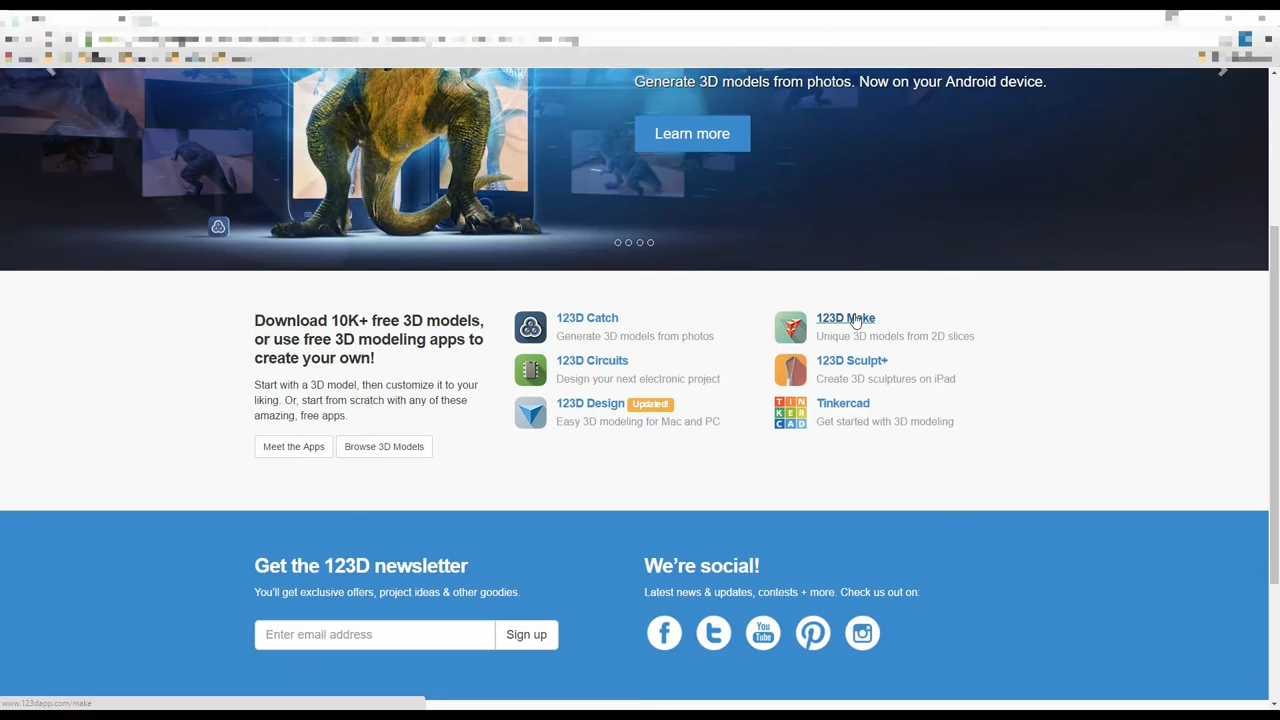 Generate 3D models from photos. Now on your Android device.
Learn more
Download 10K+ free 3D models,
or use free 3D modeling apps to
create your own!
Start with a 3D model, then customize it to your
liking. Or, start from scratch with any of these
amazing, free apps.
Meet the Apps
Browse 3D Models
123D Catch
Generate 3D models from photos
123D Circuits
Design your next electronic project
123D Design Updated!
Easy 3D modeling for Mac and PC
123D Make
Unique 3D models from 2D slices
123D Sculpt+
Create 3D sculptures on iPad
TIN
KER
CAD
Tinkercad
Get started with 3D modeling
Get the 123D newsletter
You'll get exclusive offers, project ideas & other goodies.
Enter email address
Sign up
We're social!
Latest news & updates, contests + more. Check us out on:
You
Tube
www.123dapp.com/make